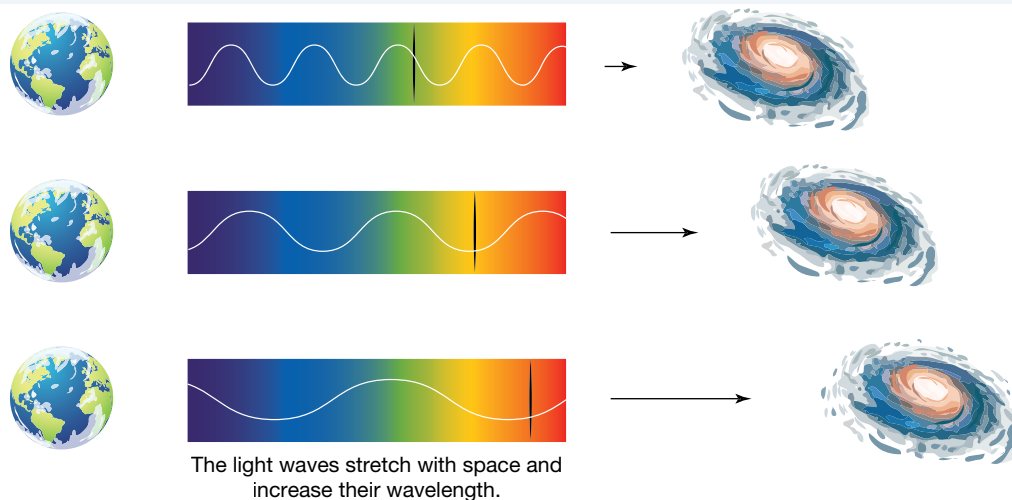 The light waves stretch with space and
increase their wavelength.